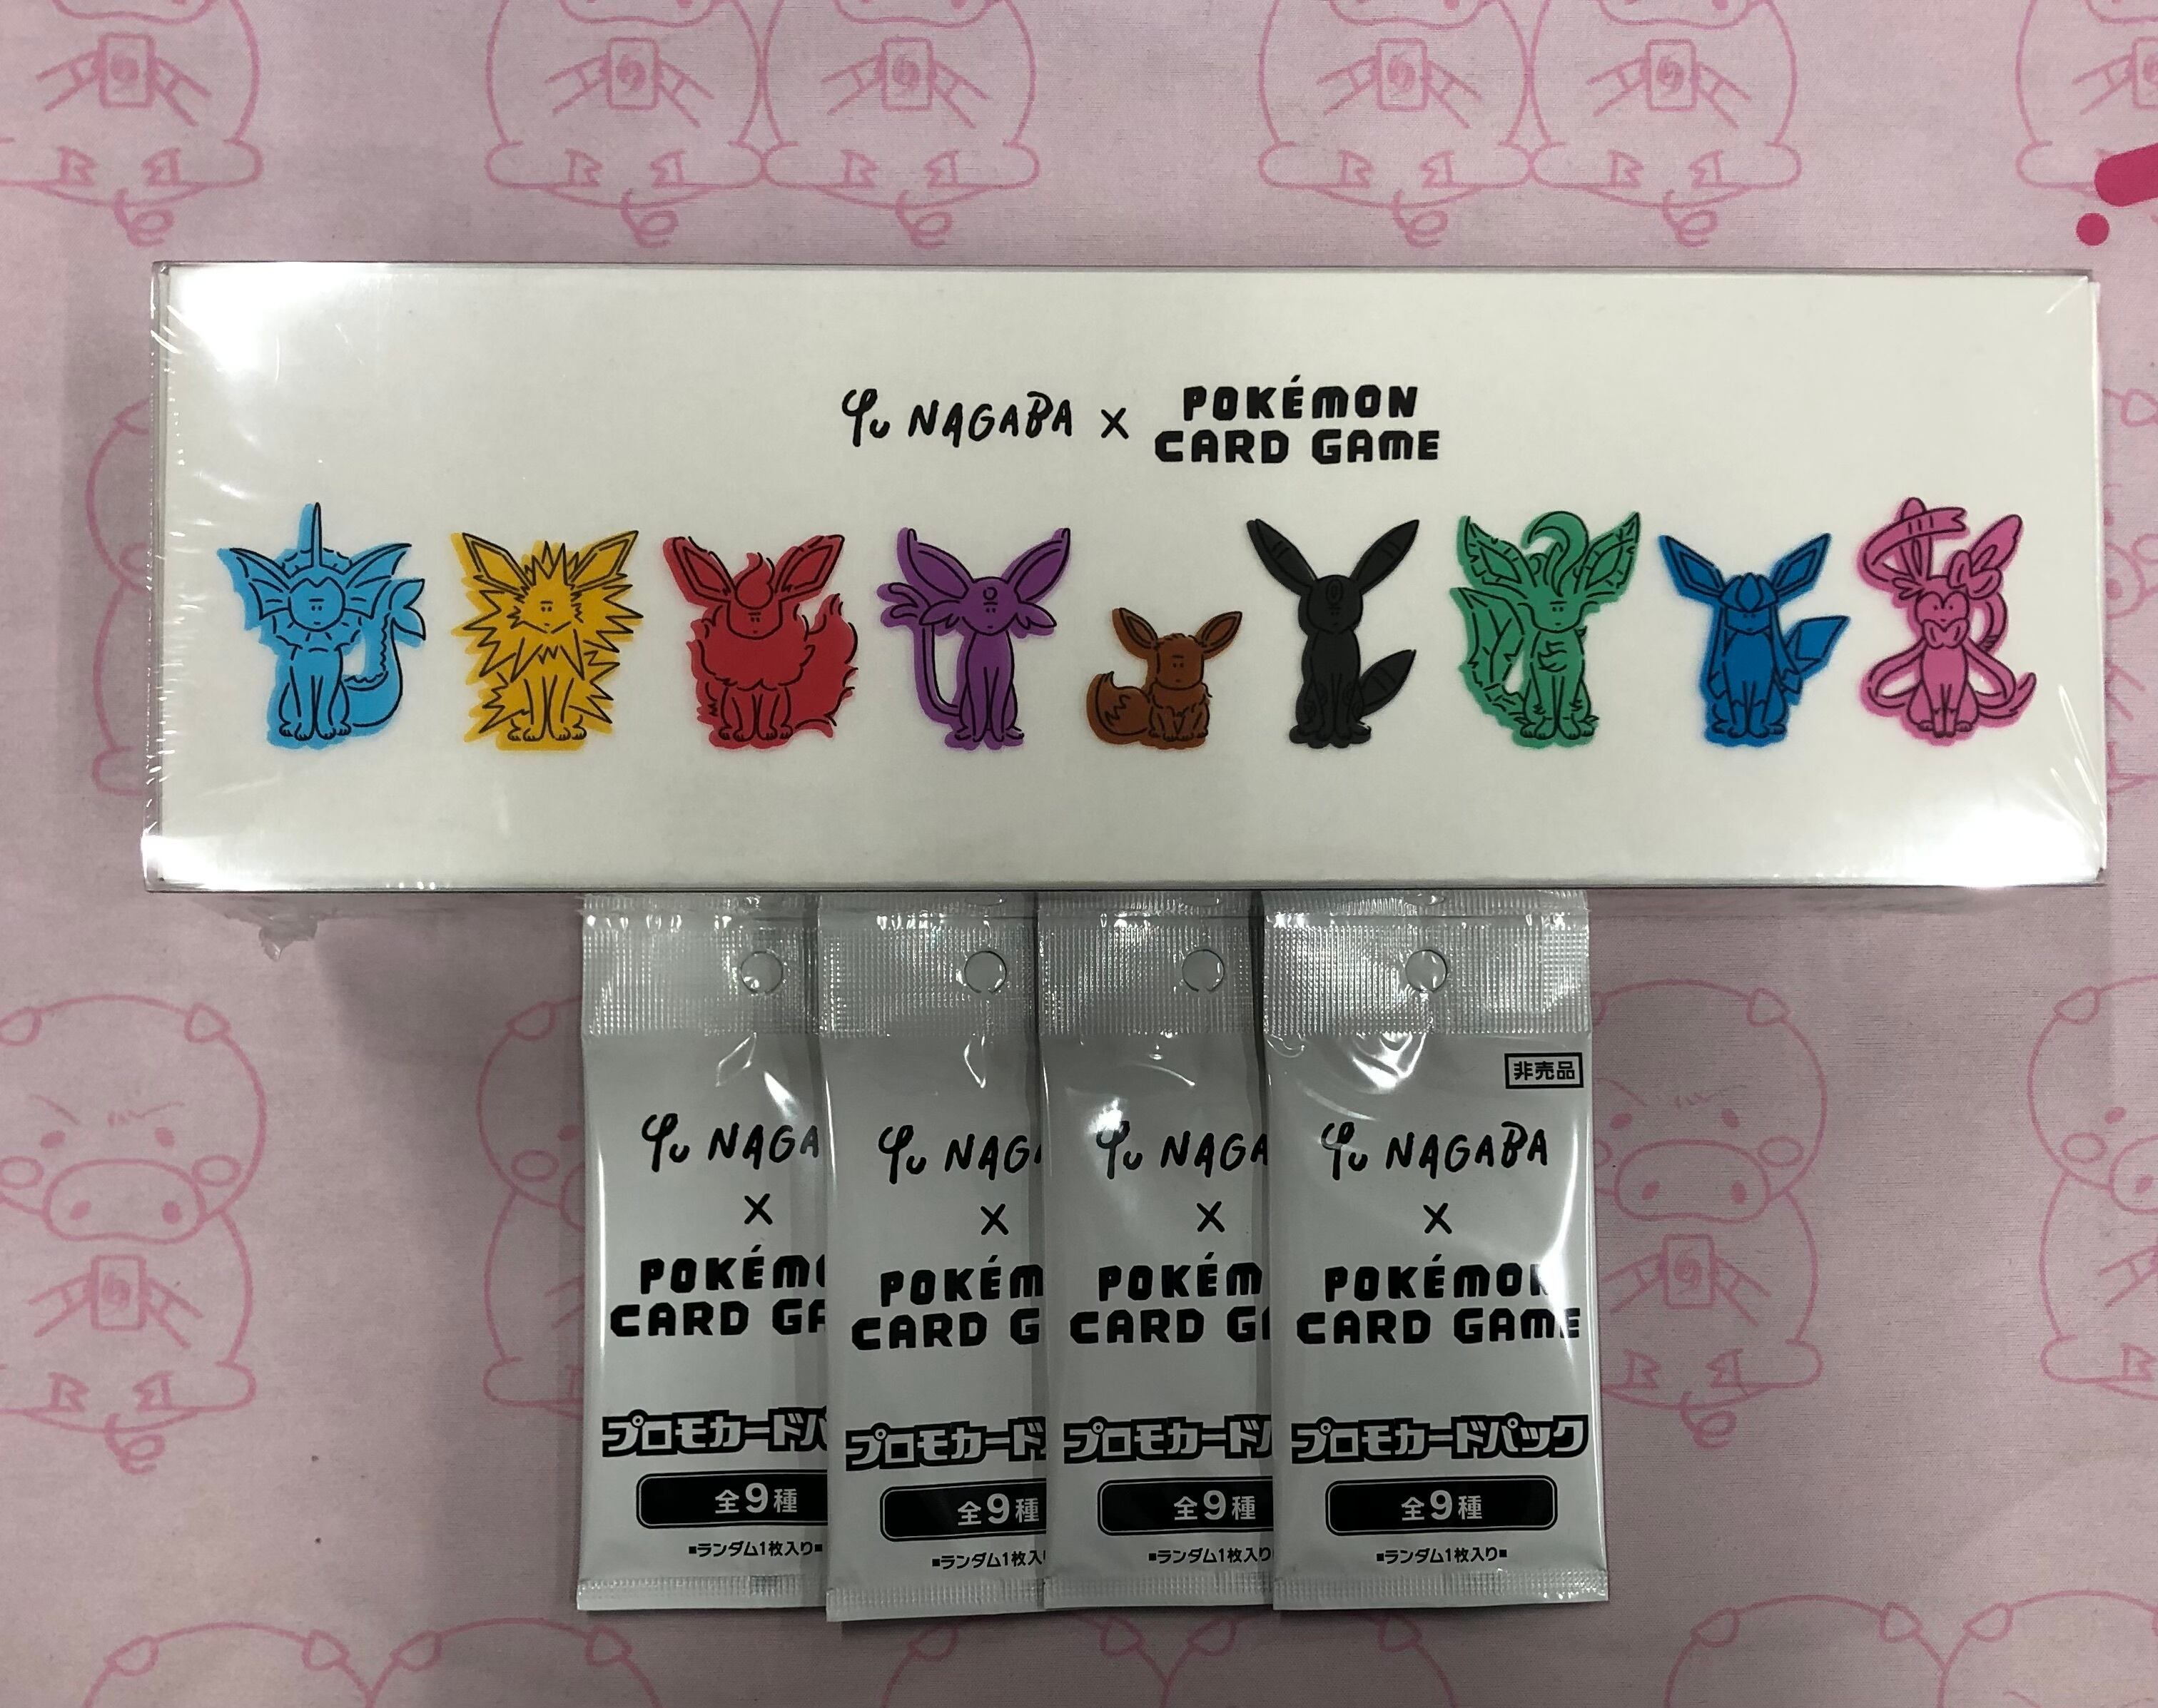 Yu NAGABA × POKÉMON
CARD GAME
Yu NAGA
×
POKÉM
CARD GA
プロモカードパ
全9種
■ランダム1枚入り■
Yu NAGA
×
POKÉM
CARD G
プロモカード
全9種
■ランダム1枚入り
Yu NAGA
×
POKÉM
CARD GA
プロモカードパ
全9種
■ランダム1枚入り
非売品
Yu NAGABA
×
POKÉMON
CARD GAME
プロモカードパック
全9種
■ランダム1枚入り■